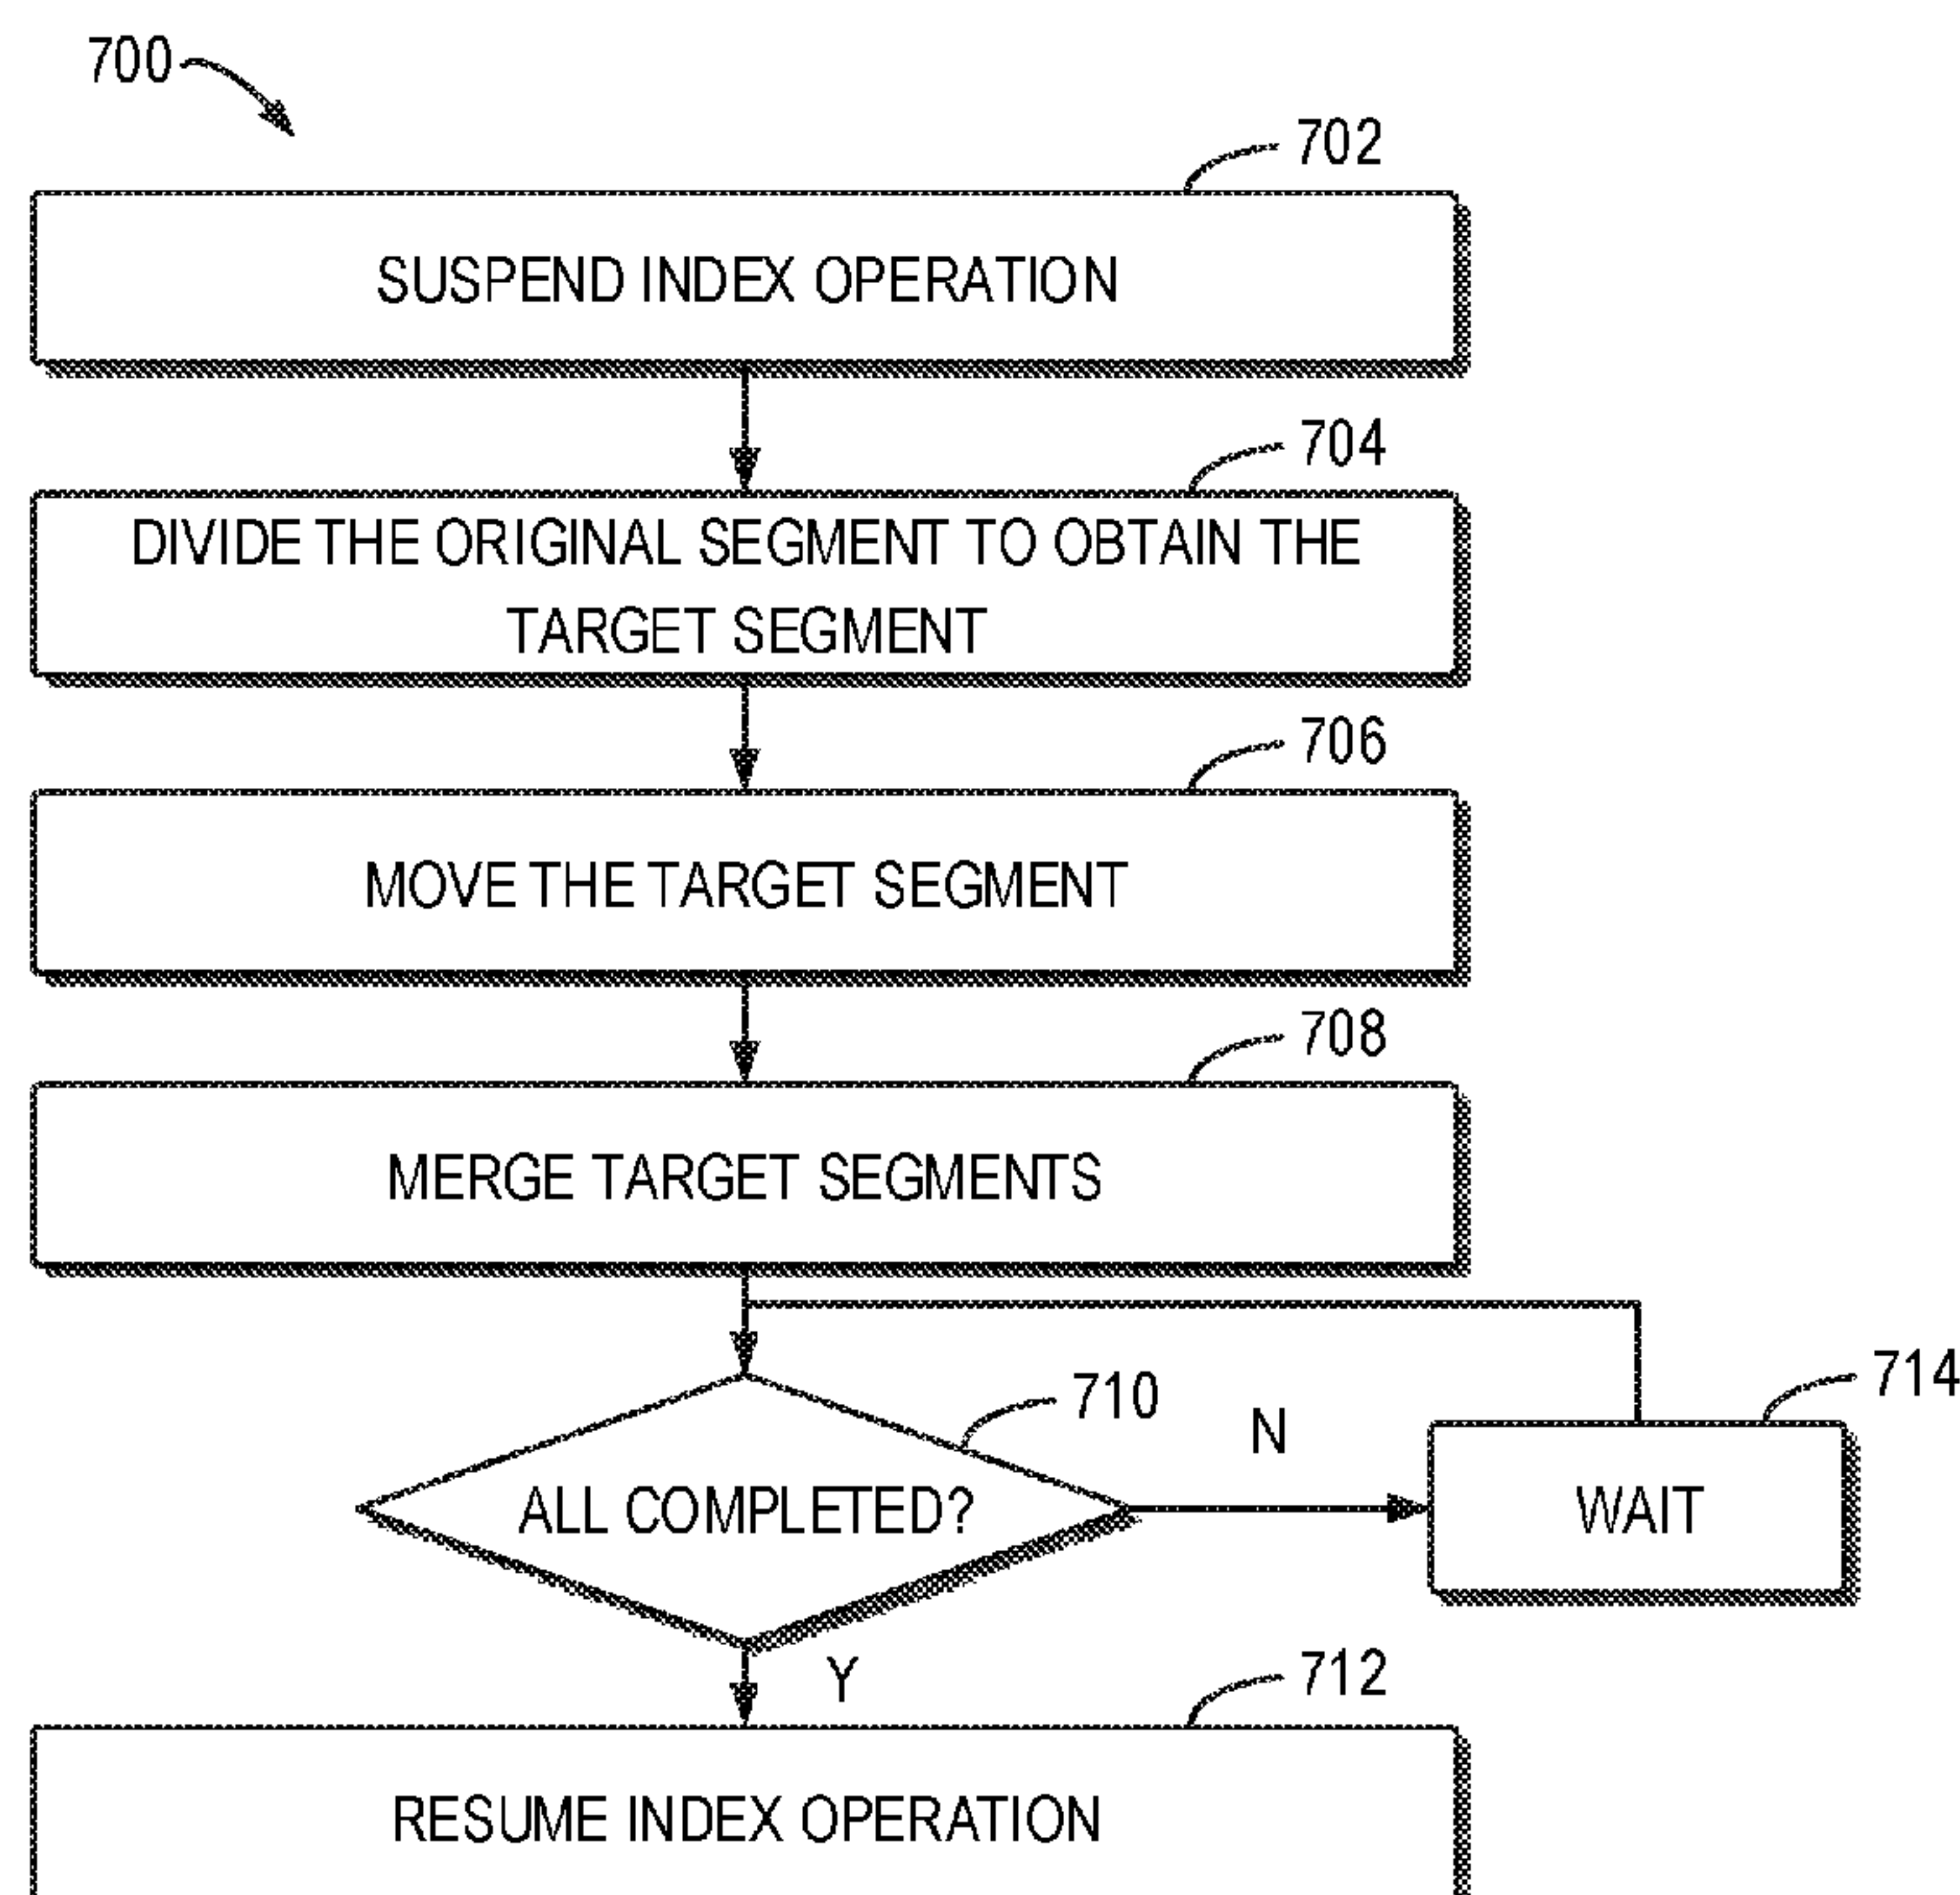 700
702
SUSPEND INDEX OPERATION
704
DIVIDE THE ORIGINAL SEGMENT TO OBTAIN THE
TARGET SEGMENT
706
MOVE THE TARGET SEGMENT
708
MERGE TARGET SEGMENTS
710
N
714
ALL COMPLETED?
WAIT
Y
712
RESUME INDEX OPERATION